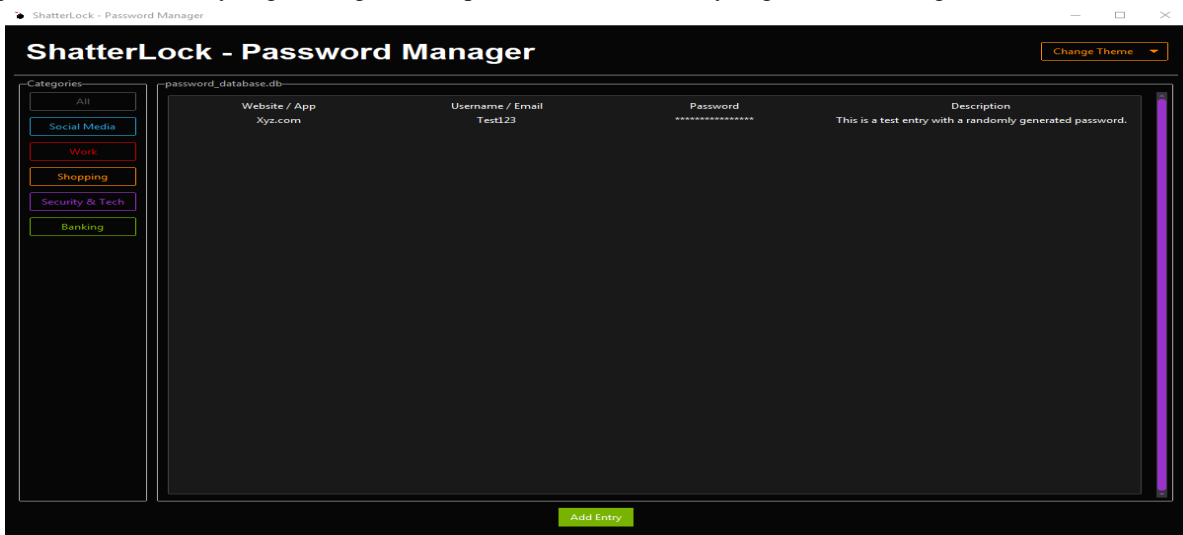 ShatterLock - Password Manager
ShatterLock - Password Manager
Change Theme
Categories
password_database.db
All
Social Media
Work
Shopping
Security & Tech
Banking
Website / App Username / Email Password Description
Xyz.com Test123 *************** This is a test entry with a randomly generated password.
Add Entry